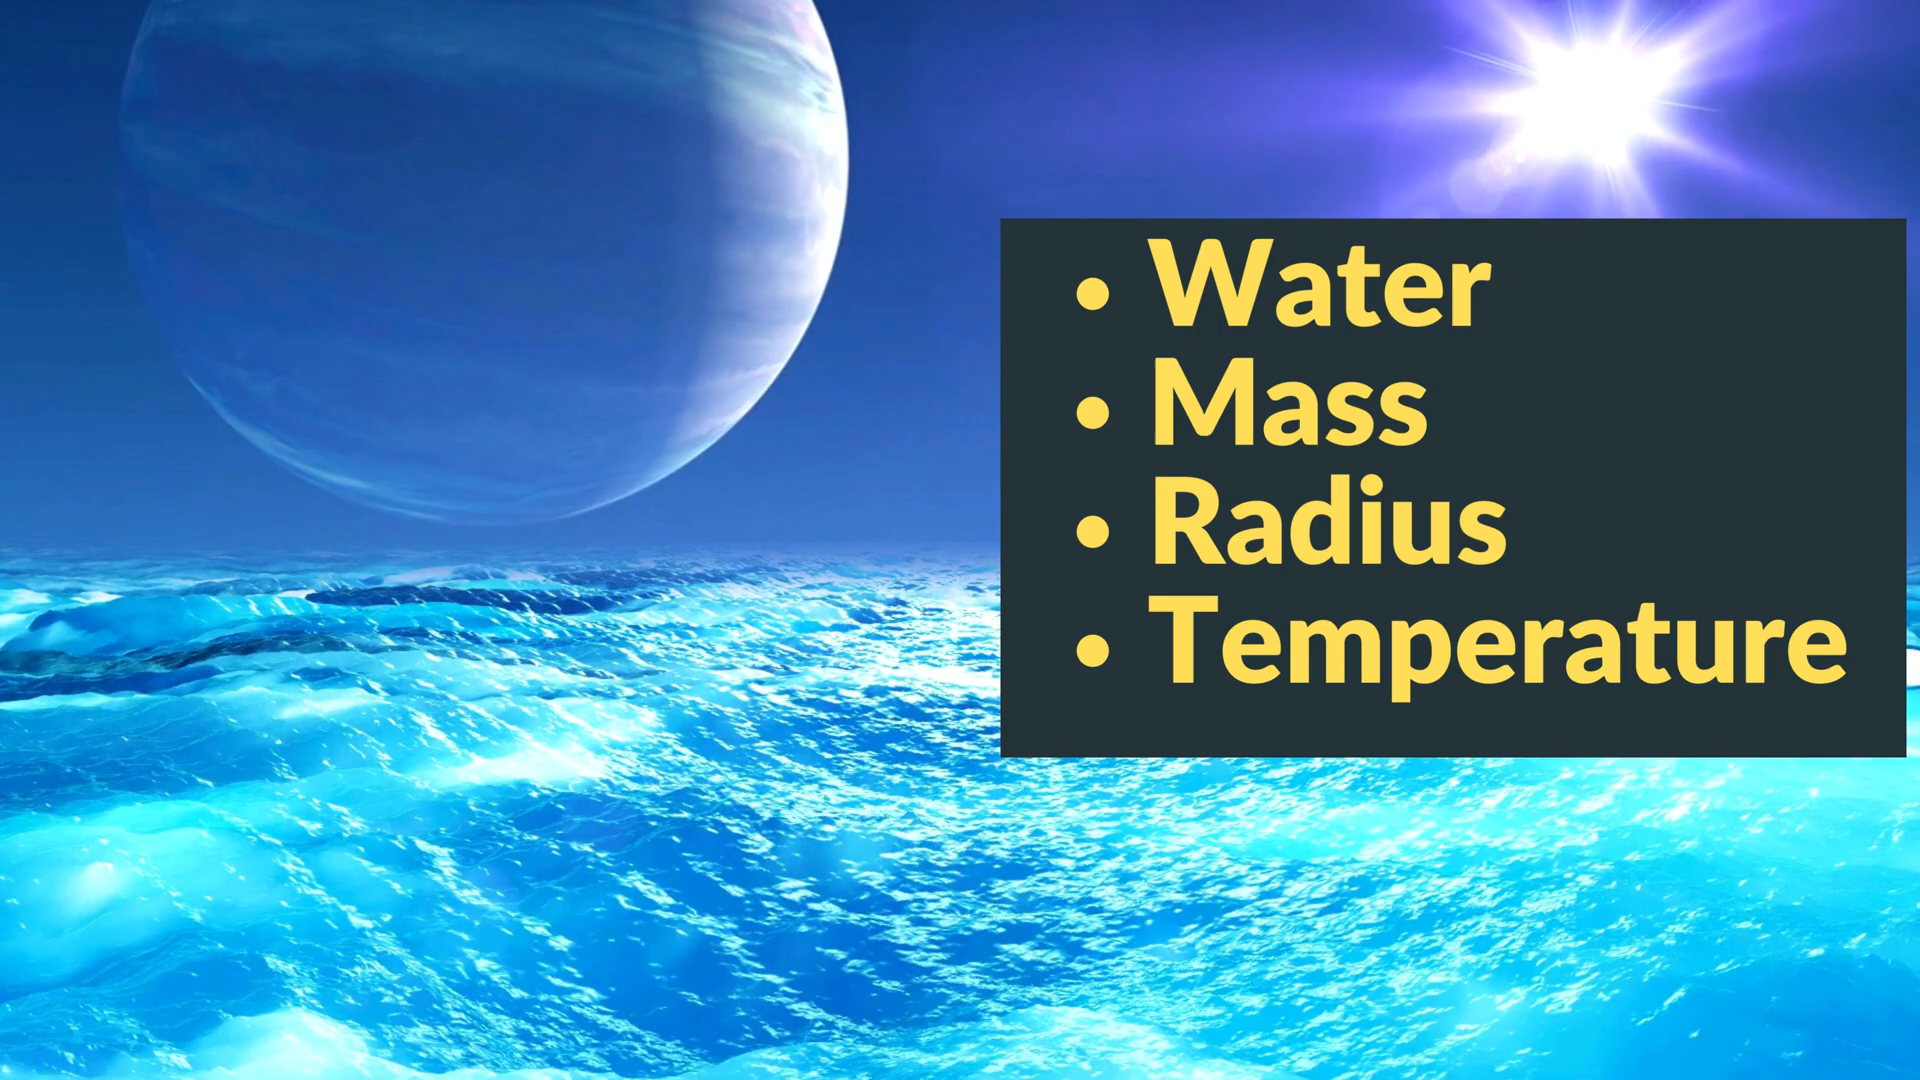 • Water
• Mass
• Radius
• Temperature